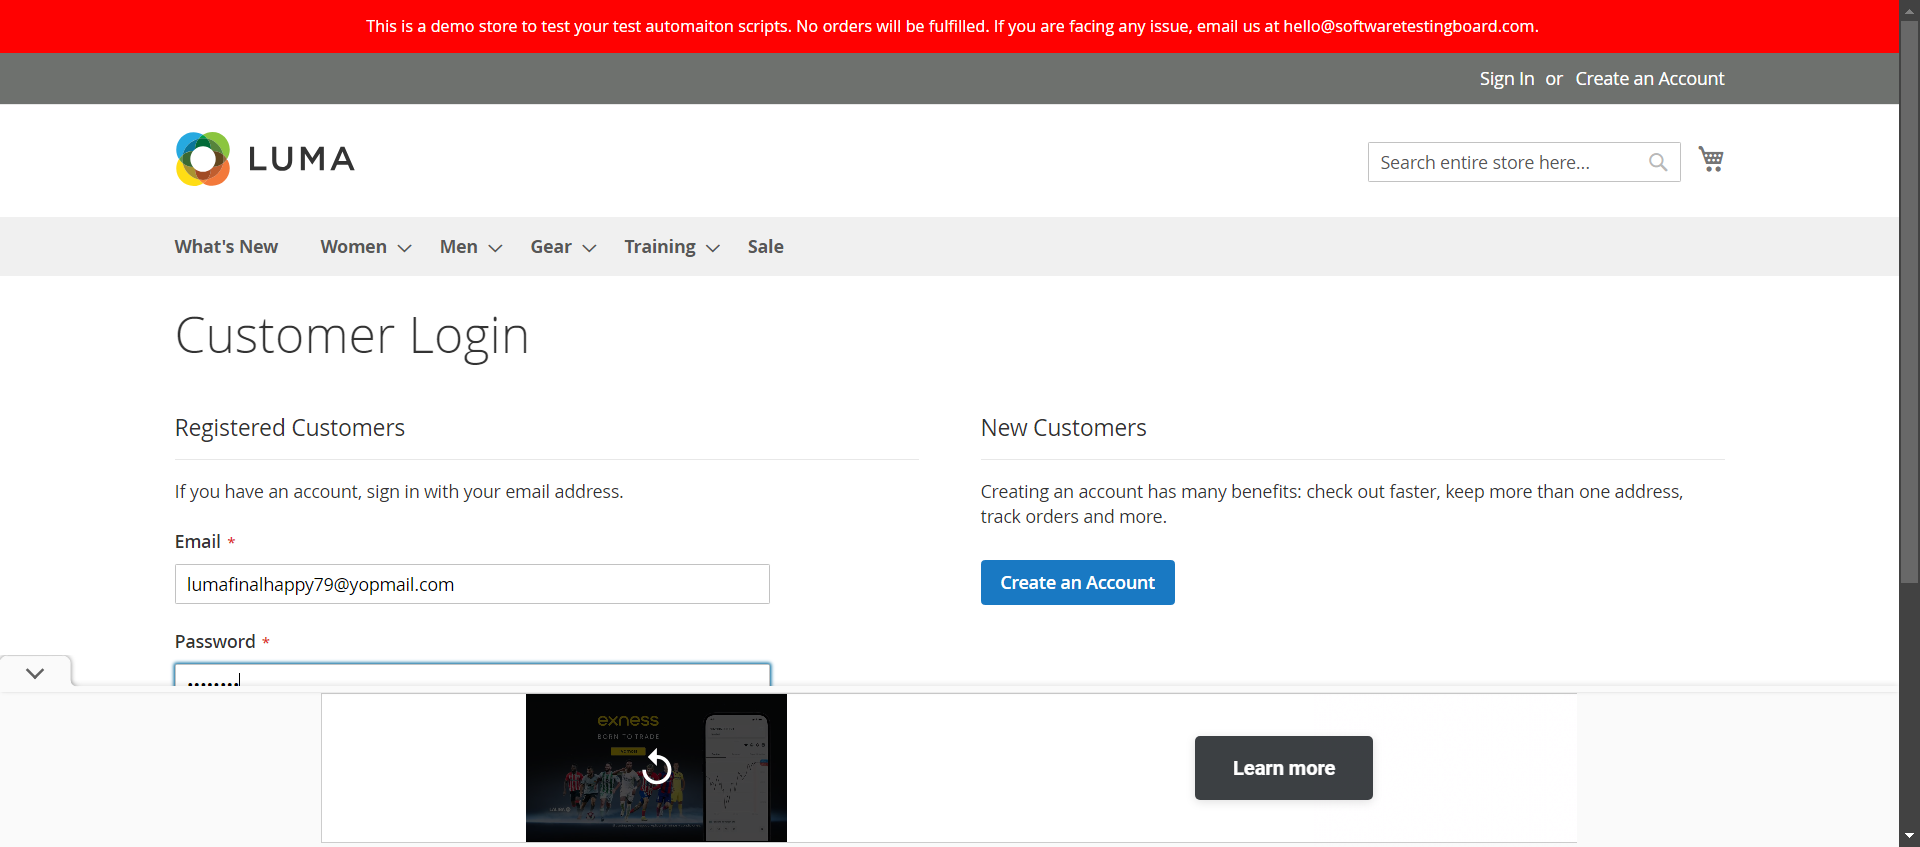 This is a demo store to test your test automaiton scripts. No orders will be fulfilled. If you are facing any issue, email us at hello@softwaretestingboard.com.
Sign In or Create an Account
LUMA
Search entire store here...
What's New Women Men Gear Training Sale
Customer Login
Registered Customers
If you have an account, sign in with your email address.
Email *
lumafinalhappy79@yopmail.com
Password *
New Customers
Creating an account has many benefits: check out faster, keep more than one address,
track orders and more.
Create an Account
exness
BORN TO TRADE
Learn more